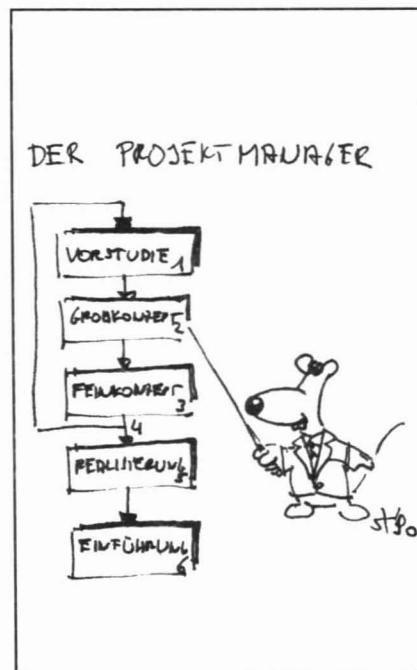 DER PROJEKTMANAGER
VORSTUDIE 1
GROBKONZEPT 2
FEINKONZEPT 3
4
REALISIERUNG 5
EINFÜHRUNG 6